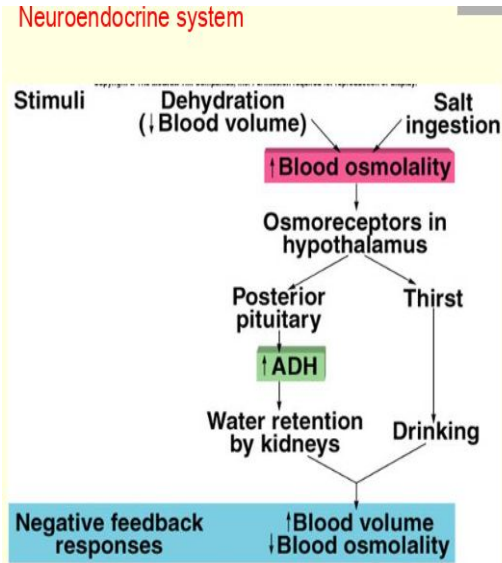 Neuroendocrine system
Stimuli
Dehydration
(↓Blood volume)
Salt
ingestion
↑Blood osmolality
Osmoreceptors in
hypothalamus
Posterior
pituitary
Thirst
↑ADH
Water retention
by kidneys
Drinking
Negative feedback
responses
↑Blood volume
↓Blood osmolality